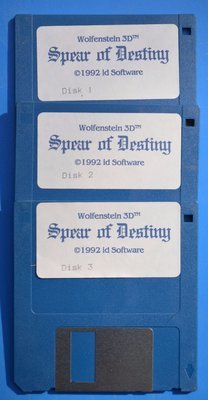 Wolfenstein 3D™
Spear of Destiny
©1992 id Software
Disk 1
Wolfenstein 3D™
Spear of Destiny
©1992 id Software
Disk 2
Wolfenstein 3D™
Spear of Destiny
©1992 id Software
Disk 3